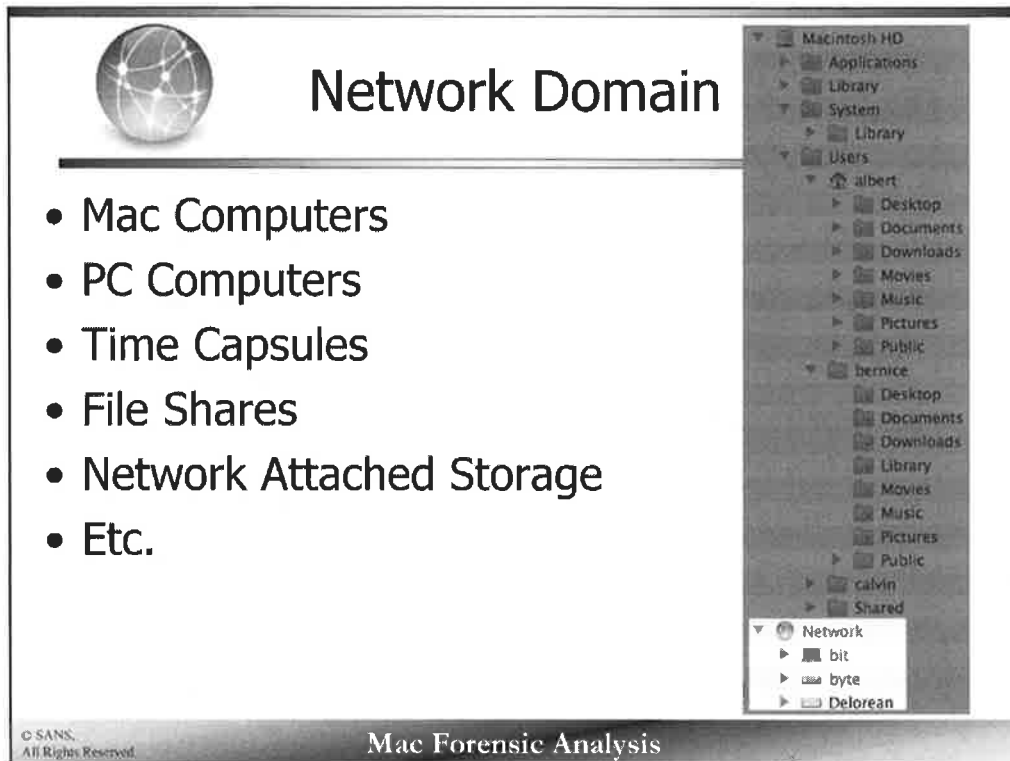 Network Domain
• Mac Computers
• PC Computers
• Time Capsules
• File Shares
• Network Attached Storage
• Etc.
Macintosh HD
Applications
Library
System
Library
Users
albert
Desktop
Documents
Downloads
Movies
Music
Pictures
Public
bernice
Desktop
Documents
Downloads
Library
Movies
Music
Pictures
Public
calvin
Shared
Network
bit
byte
Delorean
© SANS,
All Rights Reserved
Mac Forensic Analysis